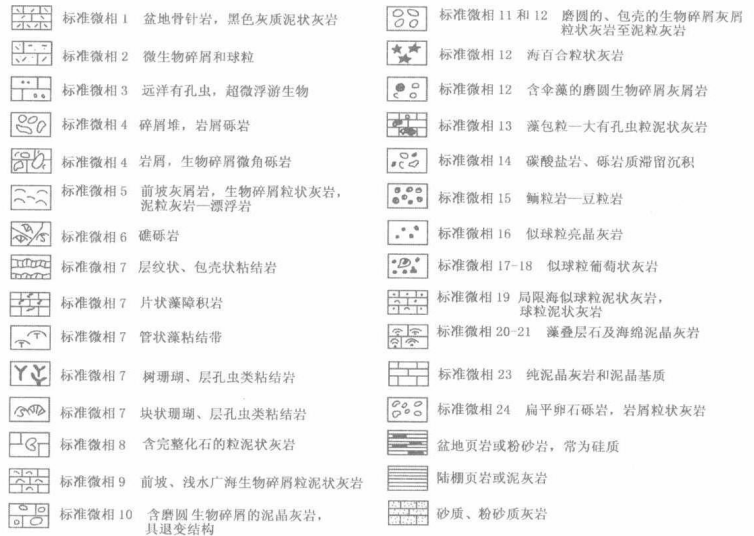 标准微相 1 盆地骨针岩，黑色灰质泥状灰岩
标准微相 2 微生物碎屑和球粒
标准微相 3 远洋有孔虫，超微浮游生物
标准微相 4 碎屑堆，岩屑砾岩
标准微相 4 岩屑，生物碎屑微角砾岩
标准微相 5 前坡灰屑岩，生物碎屑粒状灰岩，
泥粒灰岩—漂浮岩
标准微相 6 礁砾岩
标准微相 7 层纹状、包壳状粘结岩
标准微相 7 片状藻障积岩
标准微相 7 管状藻粘结带
标准微相 7 树珊瑚、层孔虫类粘结岩
标准微相 7 块状珊瑚、层孔虫类粘结岩
标准微相 8 含完整化石的粒泥状灰岩
标准微相 9 前坡、浅水广海生物碎屑粒泥状灰岩
标准微相 10 含磨圆生物碎屑的泥晶灰岩，
具退变结构
标准微相 11 和 12 磨圆的、包壳的生物碎屑灰屑
粒状灰岩至泥粒灰岩
标准微相 12 海百合粒状灰岩
标准微相 12 含伞藻的磨圆生物碎屑灰屑岩
标准微相 13 藻包粒—大有孔虫粒泥状灰岩
标准微相 14 碳酸盐岩、砾岩质滞留沉积
标准微相 15 鲕粒岩—豆粒岩
标准微相 16 似球粒亮晶灰岩
标准微相 17-18 似球粒葡萄状灰岩
标准微相 19 局限海似球粒泥状灰岩，
球粒泥状灰岩
标准微相 20-21 藻叠层石及海绵泥晶灰岩
标准微相 23 纯泥晶灰岩和泥晶基质
标准微相 24 扁平卵石砾岩，岩屑粒状灰岩
盆地页岩或粉砂岩，常为硅质
陆棚页岩或泥灰岩
砂质、粉砂质灰岩